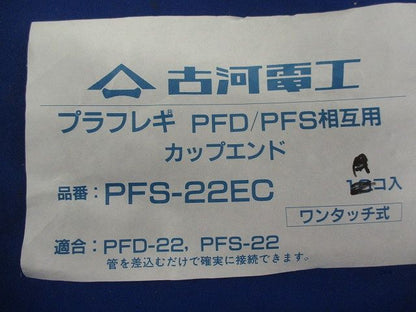 古河電工
プラフレキ PFD/PFS相互用
カップエンド
品番：PFS-22EC
コ入
ワンタッチ式
適合：PFD-22, PFS-22
管を差込むだけで確実に接続できます。